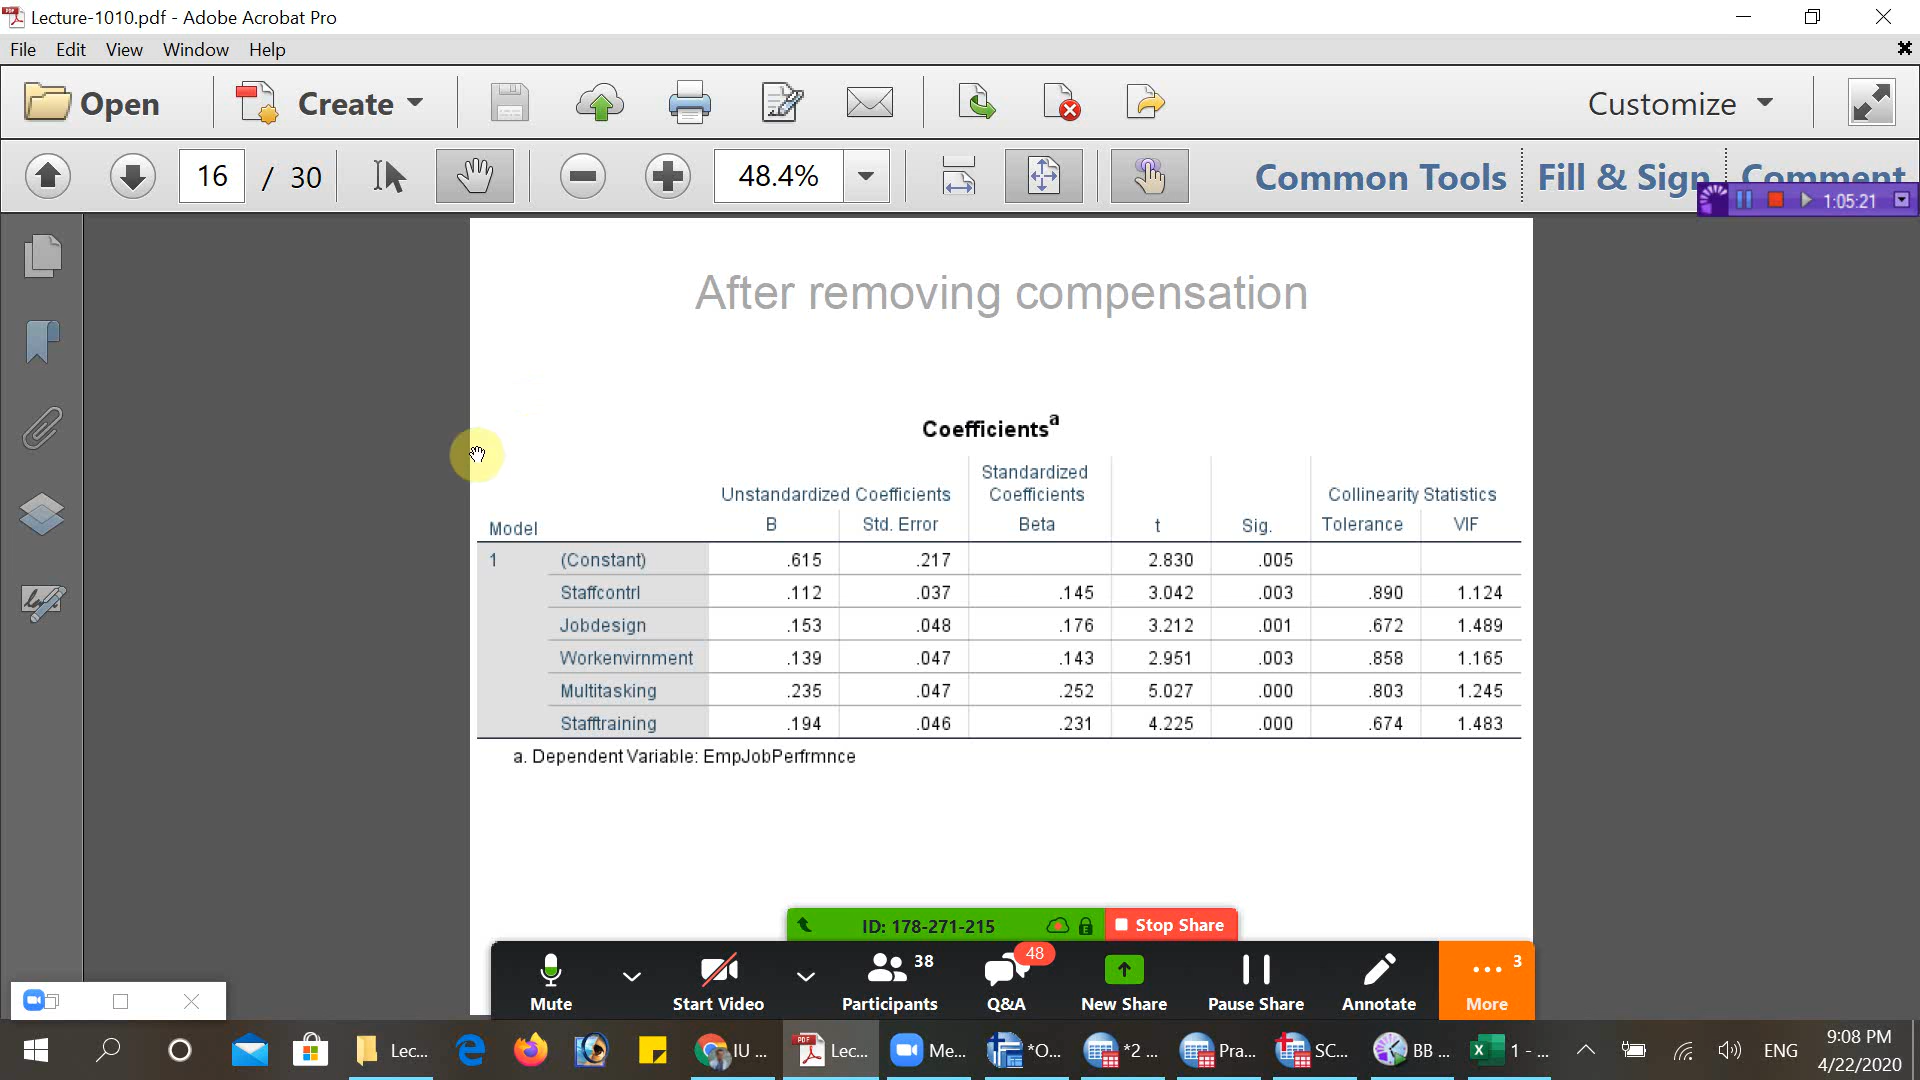 Lecture-1010.pdf - Adobe Acrobat Pro
File Edit View Window Help
Open Create Customize
16 / 30 48.4% Common Tools Fill & Sign Comment
1:05:21
After removing compensation
Coefficientsa
Standardized
Unstandardized Coefficients Coefficients Collinearity Statistics
Model B Std. Error Beta t Sig. Tolerance VIF
1 (Constant) .615 .217 2.830 .005
Staffcontrl .112 .037 .145 3.042 .003 .890 1.124
Jobdesign .153 .048 .176 3.212 .001 .672 1.489
Workenvirnment .139 .047 .143 2.951 .003 .858 1.165
Multitasking .235 .047 .252 5.027 .000 .803 1.245
Stafftraining .194 .046 .231 4.225 .000 .674 1.483
a. Dependent Variable: EmpJobPerfrmnce
ID: 178-271-215 Stop Share
38 48 3
Mute Start Video Participants Q&A New Share Pause Share Annotate More
Lec... IU ... Lec... Me... *O... *2 ... Pra... SC... BB ... 1 - ... ENG 9:08 PM
4/22/2020